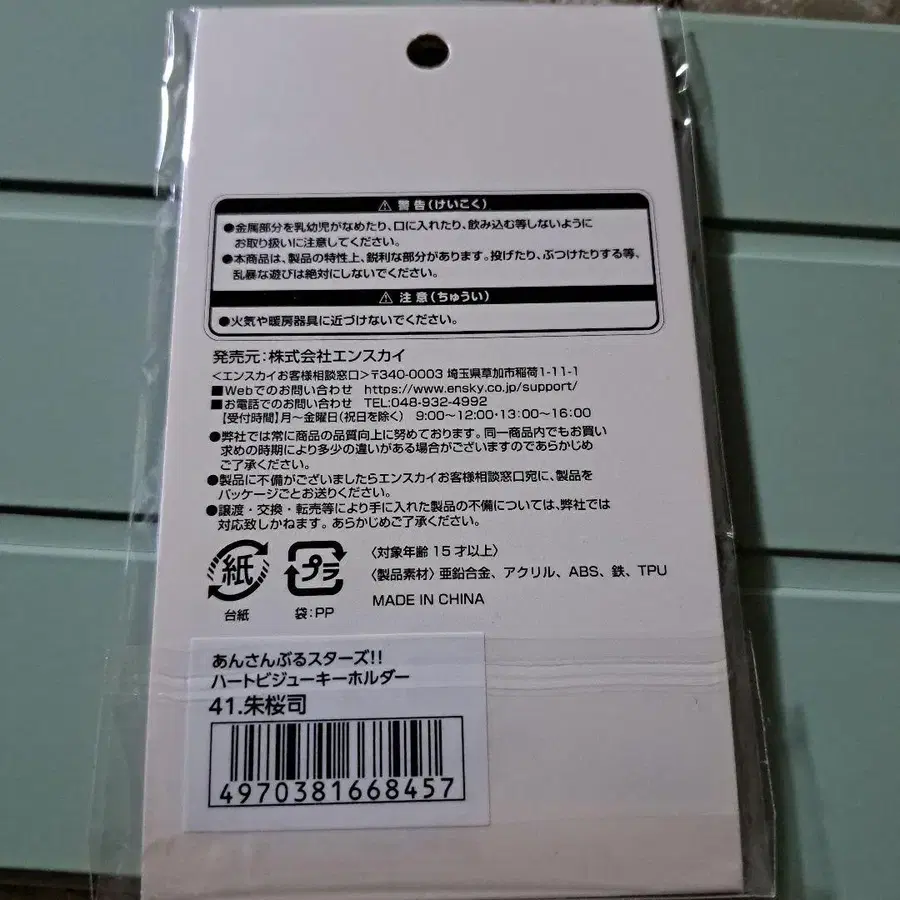 ⚠ 警告(けいこく)
●金属部分を乳幼児がなめたり、口に入れたり、飲み込む等しないように
お取り扱いに注意してください。
●本商品は、製品の特性上、鋭利な部分があります。投げたり、ぶつけたりする等、
乱暴な遊びは絶対にしないでください。
⚠ 注意(ちゅうい)
●火気や暖房器具に近づけないでください。
発売元:株式会社エンスカイ
<エンスカイお客様相談窓口>〒340-0003 埼玉県草加市稲荷1-11-1
■Webでのお問い合わせ https://www.ensky.co.jp/support/
■お電話でのお問い合わせ TEL:048-932-4992
【受付時間】月~金曜日(祝日を除く) 9:00~12:00・13:00~16:00
●弊社では常に商品の品質向上に努めております。同一商品内でもお買い
求めの時期により多少の違いがある場合がございますのであらかじめ
ご了承ください。
●製品に不備がございましたらエンスカイお客様相談窓口宛に、製品を
パッケージごとお送りください。
●譲渡・交換・転売等により手に入れた製品の不備については、弊社では
対応致しかねます。あらかじめご了承ください。
紙 プラ 〈対象年齢 15才以上〉
〈製品素材〉亜鉛合金、アクリル、ABS、鉄、TPU
台紙 袋:PP MADE IN CHINA
あんさんぶるスターズ!!
ハートビジューキーホルダー
41.朱桜司
4970381668457